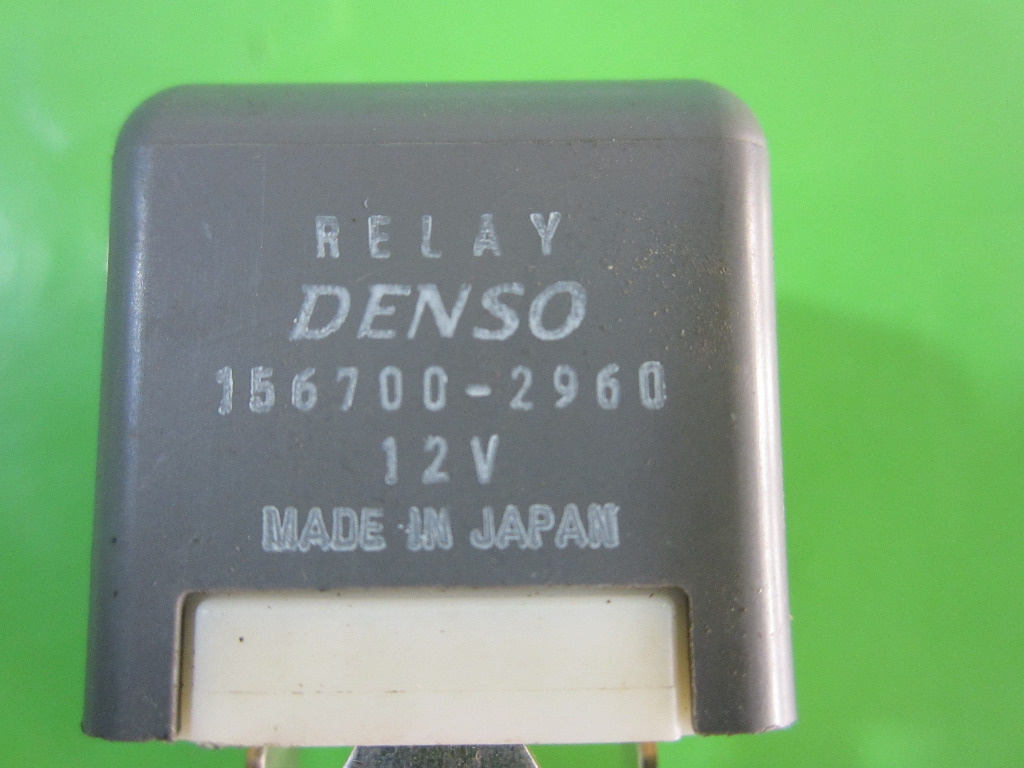 RELAY
DENSO
156700-2960
12V
MADE IN JAPAN